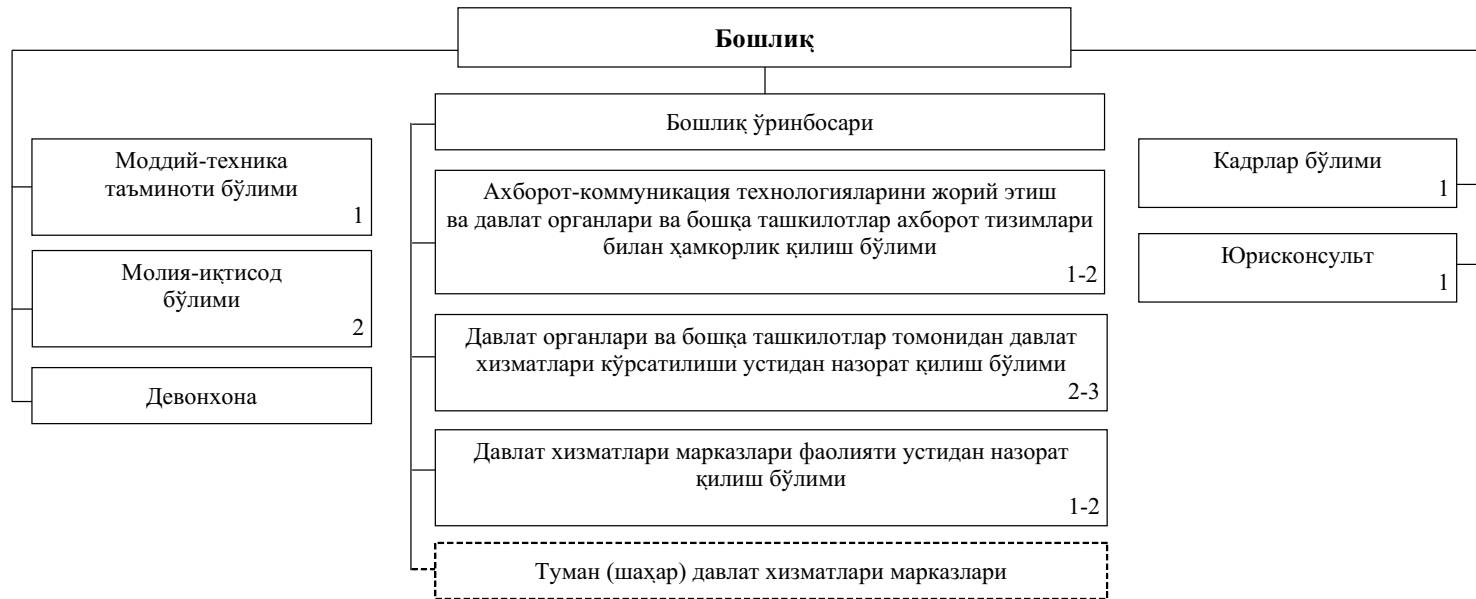 Бошлиқ
Бошлиқ ўринбосари
Моддий-техника
таъминоти бўлими
1
Молия-иқтисод
бўлими
2
Девонхона
Ахборот-коммуникация технологияларини жорий этиш
ва давлат органлари ва бошқа ташкилотлар ахборот тизимлари
билан ҳамкорлик қилиш бўлими
1-2
Давлат органлари ва бошқа ташкилотлар томонидан давлат
хизматлари кўрсатилиши устидан назорат қилиш бўлими
2-3
Давлат хизматлари марказлари фаолияти устидан назорат
қилиш бўлими
1-2
Туман (шаҳар) давлат хизматлари марказлари
Кадрлар бўлими
1
Юрисконсульт
1